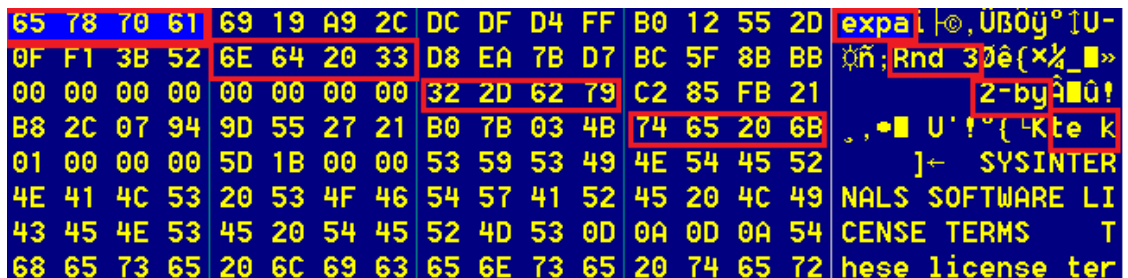 65 78 70 61 69 19 A9 2C DC DF D4 FF B0 12 55 2D expai├©,ÜßÔÿ°↕U-
0F F1 3B 52 6E 64 20 33 D8 EA 7B D7 BC 5F 8B BB ☼ñ;Rnd 3Øê{×¼_█»
00 00 00 00 00 00 00 00 32 2D 62 79 C2 85 FB 21 2-byÂ█û!
B8 2C 07 94 9D 55 27 21 B0 7B 03 4B 74 65 20 6B ¸,•█ U'!°{└Kte k
01 00 00 00 5D 1B 00 00 53 59 53 49 4E 54 45 52 ]← SYSINTER
4E 41 4C 53 20 53 4F 46 54 57 41 52 45 20 4C 49 NALS SOFTWARE LI
43 45 4E 53 45 20 54 45 52 4D 53 0D 0A 0D 0A 54 CENSE TERMS T
68 65 73 65 20 6C 69 63 65 6E 73 65 20 74 65 72 hese license ter